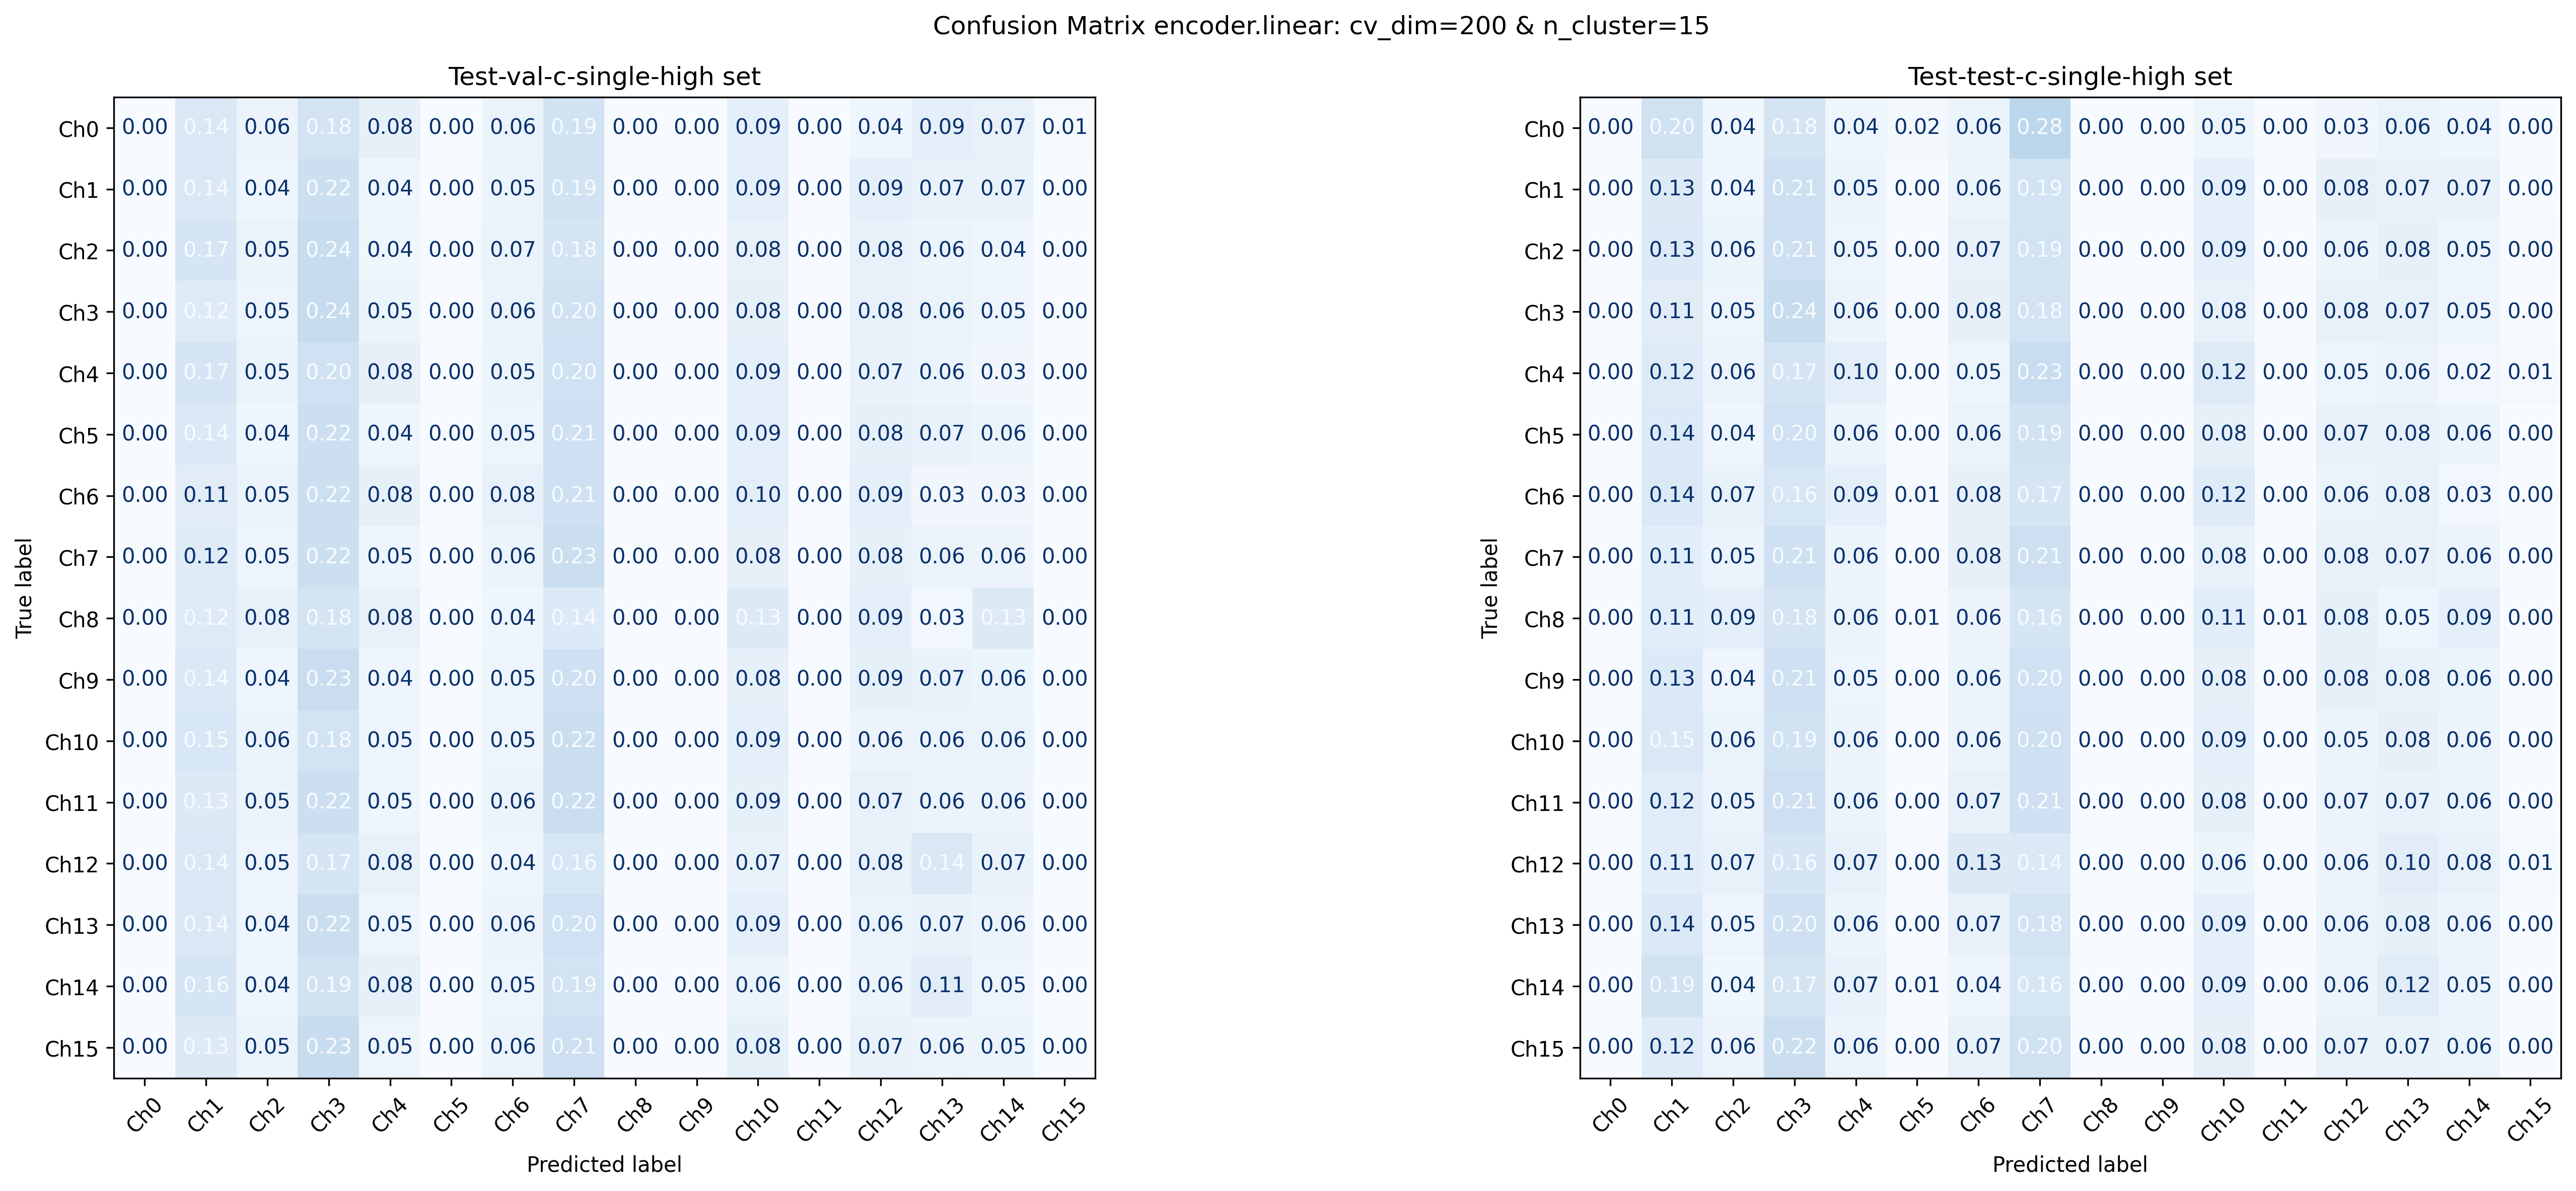 Confusion Matrix encoder.linear: cv_dim=200 & n_cluster=15
Test-val-c-single-high set
True label
Ch0 0.00 0.14 0.06 0.18 0.08 0.00 0.06 0.19 0.00 0.00 0.09 0.00 0.04 0.09 0.07 0.01
Ch1 0.00 0.14 0.04 0.22 0.04 0.00 0.05 0.19 0.00 0.00 0.09 0.00 0.09 0.07 0.07 0.00
Ch2 0.00 0.17 0.05 0.24 0.04 0.00 0.07 0.18 0.00 0.00 0.08 0.00 0.08 0.06 0.04 0.00
Ch3 0.00 0.12 0.05 0.24 0.05 0.00 0.06 0.20 0.00 0.00 0.08 0.00 0.08 0.06 0.05 0.00
Ch4 0.00 0.17 0.05 0.20 0.08 0.00 0.05 0.20 0.00 0.00 0.09 0.00 0.07 0.06 0.03 0.00
Ch5 0.00 0.14 0.04 0.22 0.04 0.00 0.05 0.21 0.00 0.00 0.09 0.00 0.08 0.07 0.06 0.00
Ch6 0.00 0.11 0.05 0.22 0.08 0.00 0.08 0.21 0.00 0.00 0.10 0.00 0.09 0.03 0.03 0.00
Ch7 0.00 0.12 0.05 0.22 0.05 0.00 0.06 0.23 0.00 0.00 0.08 0.00 0.08 0.06 0.06 0.00
Ch8 0.00 0.12 0.08 0.18 0.08 0.00 0.04 0.14 0.00 0.00 0.13 0.00 0.09 0.03 0.13 0.00
Ch9 0.00 0.14 0.04 0.23 0.04 0.00 0.05 0.20 0.00 0.00 0.08 0.00 0.09 0.07 0.06 0.00
Ch10 0.00 0.15 0.06 0.18 0.05 0.00 0.05 0.22 0.00 0.00 0.09 0.00 0.06 0.06 0.06 0.00
Ch11 0.00 0.13 0.05 0.22 0.05 0.00 0.06 0.22 0.00 0.00 0.09 0.00 0.07 0.06 0.06 0.00
Ch12 0.00 0.14 0.05 0.17 0.08 0.00 0.04 0.16 0.00 0.00 0.07 0.00 0.08 0.14 0.07 0.00
Ch13 0.00 0.14 0.04 0.22 0.05 0.00 0.06 0.20 0.00 0.00 0.09 0.00 0.06 0.07 0.06 0.00
Ch14 0.00 0.16 0.04 0.19 0.08 0.00 0.05 0.19 0.00 0.00 0.06 0.00 0.06 0.11 0.05 0.00
Ch15 0.00 0.13 0.05 0.23 0.05 0.00 0.06 0.21 0.00 0.00 0.08 0.00 0.07 0.06 0.05 0.00
Ch0 Ch1 Ch2 Ch3 Ch4 Ch5 Ch6 Ch7 Ch8 Ch9 Ch10 Ch11 Ch12 Ch13 Ch14 Ch15
Predicted label
Test-test-c-single-high set
True label
Ch0 0.00 0.20 0.04 0.18 0.04 0.02 0.06 0.28 0.00 0.00 0.05 0.00 0.03 0.06 0.04 0.00
Ch1 0.00 0.13 0.04 0.21 0.05 0.00 0.06 0.19 0.00 0.00 0.09 0.00 0.08 0.07 0.07 0.00
Ch2 0.00 0.13 0.06 0.21 0.05 0.00 0.07 0.19 0.00 0.00 0.09 0.00 0.06 0.08 0.05 0.00
Ch3 0.00 0.11 0.05 0.24 0.06 0.00 0.08 0.18 0.00 0.00 0.08 0.00 0.08 0.07 0.05 0.00
Ch4 0.00 0.12 0.06 0.17 0.10 0.00 0.05 0.23 0.00 0.00 0.12 0.00 0.05 0.06 0.02 0.01
Ch5 0.00 0.14 0.04 0.20 0.06 0.00 0.06 0.19 0.00 0.00 0.08 0.00 0.07 0.08 0.06 0.00
Ch6 0.00 0.14 0.07 0.16 0.09 0.01 0.08 0.17 0.00 0.00 0.12 0.00 0.06 0.08 0.03 0.00
Ch7 0.00 0.11 0.05 0.21 0.06 0.00 0.08 0.21 0.00 0.00 0.08 0.00 0.08 0.07 0.06 0.00
Ch8 0.00 0.11 0.09 0.18 0.06 0.01 0.06 0.16 0.00 0.00 0.11 0.01 0.08 0.05 0.09 0.00
Ch9 0.00 0.13 0.04 0.21 0.05 0.00 0.06 0.20 0.00 0.00 0.08 0.00 0.08 0.08 0.06 0.00
Ch10 0.00 0.15 0.06 0.19 0.06 0.00 0.06 0.20 0.00 0.00 0.09 0.00 0.05 0.08 0.06 0.00
Ch11 0.00 0.12 0.05 0.21 0.06 0.00 0.07 0.21 0.00 0.00 0.08 0.00 0.07 0.07 0.06 0.00
Ch12 0.00 0.11 0.07 0.16 0.07 0.00 0.13 0.14 0.00 0.00 0.06 0.00 0.06 0.10 0.08 0.01
Ch13 0.00 0.14 0.05 0.20 0.06 0.00 0.07 0.18 0.00 0.00 0.09 0.00 0.06 0.08 0.06 0.00
Ch14 0.00 0.19 0.04 0.17 0.07 0.01 0.04 0.16 0.00 0.00 0.09 0.00 0.06 0.12 0.05 0.00
Ch15 0.00 0.12 0.06 0.22 0.06 0.00 0.07 0.20 0.00 0.00 0.08 0.00 0.07 0.07 0.06 0.00
Ch0 Ch1 Ch2 Ch3 Ch4 Ch5 Ch6 Ch7 Ch8 Ch9 Ch10 Ch11 Ch12 Ch13 Ch14 Ch15
Predicted label